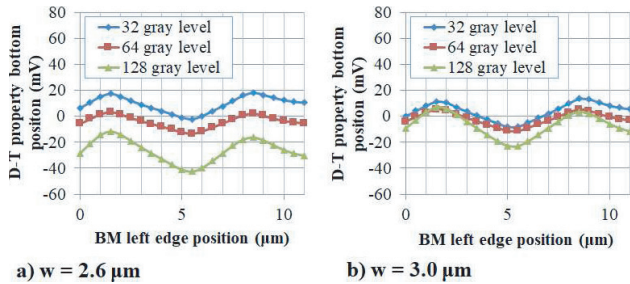 D-T property bottom
position (mV)
80
60
40
20
0
-20
-40
-60
32 gray level
64 gray level
128 gray level
0
5
10
BM left edge position (μm)
a) w = 2.6 μm
D-T property bottom
position (mV)
80
60
40
20
0
-20
-40
-60
32 gray level
64 gray level
128 gray level
0
5
10
BM left edge position (μm)
b) w = 3.0 μm